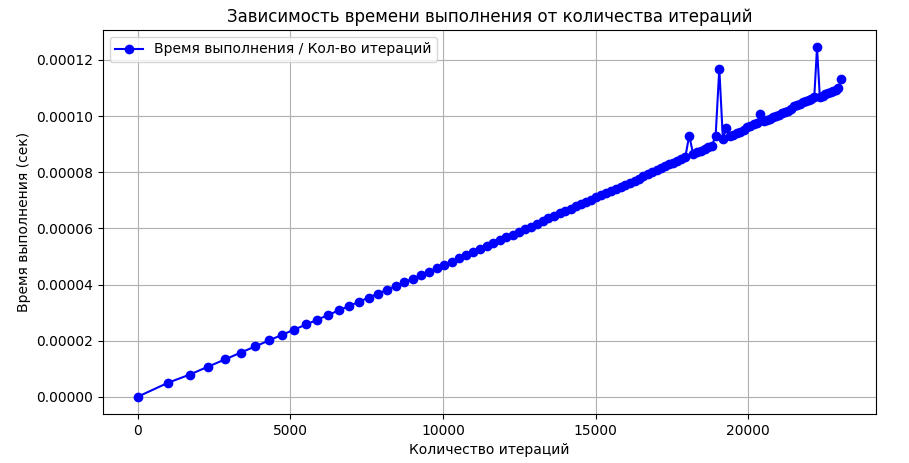 Зависимость времени выполнения от количества итераций
Время выполнения / Кол-во итераций
0.00012
0.00010
0.00008
0.00006
0.00004
0.00002
0.00000
Время выполнения (сек)
0 5000 10000 15000 20000
Количество итераций